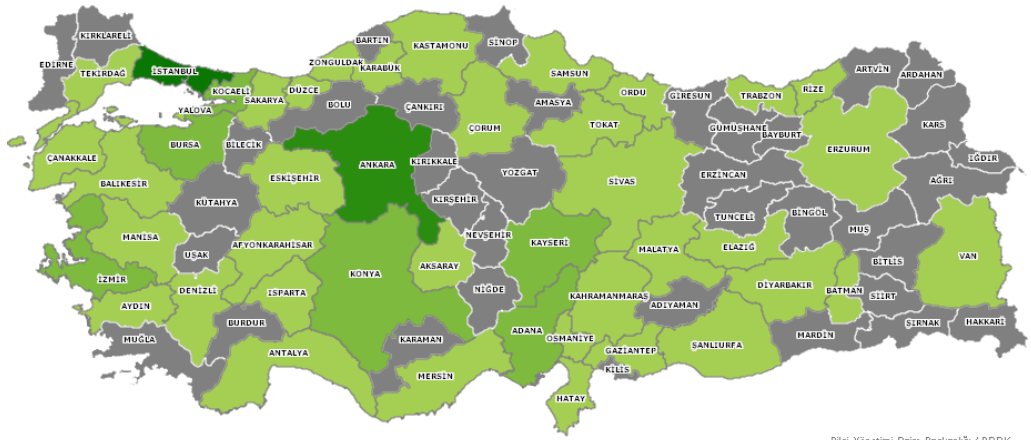 KIRKLARELİ
EDİRNE
TEKİRDAĞ
İSTANBUL
KOCAELİ
YALOVA
SAKARYA
DÜZCE
ZONGULDAK
BARTIN
KARABÜK
KASTAMONU
SİNOP
SAMSUN
ORDU
GİRESUN
TRABZON
RİZE
ARTVİN
ARDAHAN
BOLU
ÇANKIRI
AMASYA
ÇORUM
TOKAT
GÜMÜŞHANE
BAYBURT
ERZURUM
KARS
IĞDIR
AĞRI
ÇANAKKALE
BURSA
BİLECİK
ANKARA
KIRIKKALE
YOZGAT
SİVAS
ERZİNCAN
BALIKESİR
ESKİŞEHİR
KÜTAHYA
KIRŞEHİR
TUNCELİ
BİNGÖL
MUŞ
MANİSA
UŞAK
AFYONKARAHİSAR
NEVŞEHİR
KAYSERİ
MALATYA
ELAZIĞ
BİTLİS
VAN
İZMİR
AKSARAY
KONYA
NİĞDE
KAHRAMANMARAŞ
DİYARBAKIR
BATMAN
SİİRT
AYDIN
DENİZLİ
ISPARTA
ADIYAMAN
MUĞLA
BURDUR
KARAMAN
ADANA
OSMANİYE
GAZİANTEP
ŞANLIURFA
MARDİN
ŞIRNAK
HAKKARİ
ANTALYA
MERSİN
KİLİS
HATAY